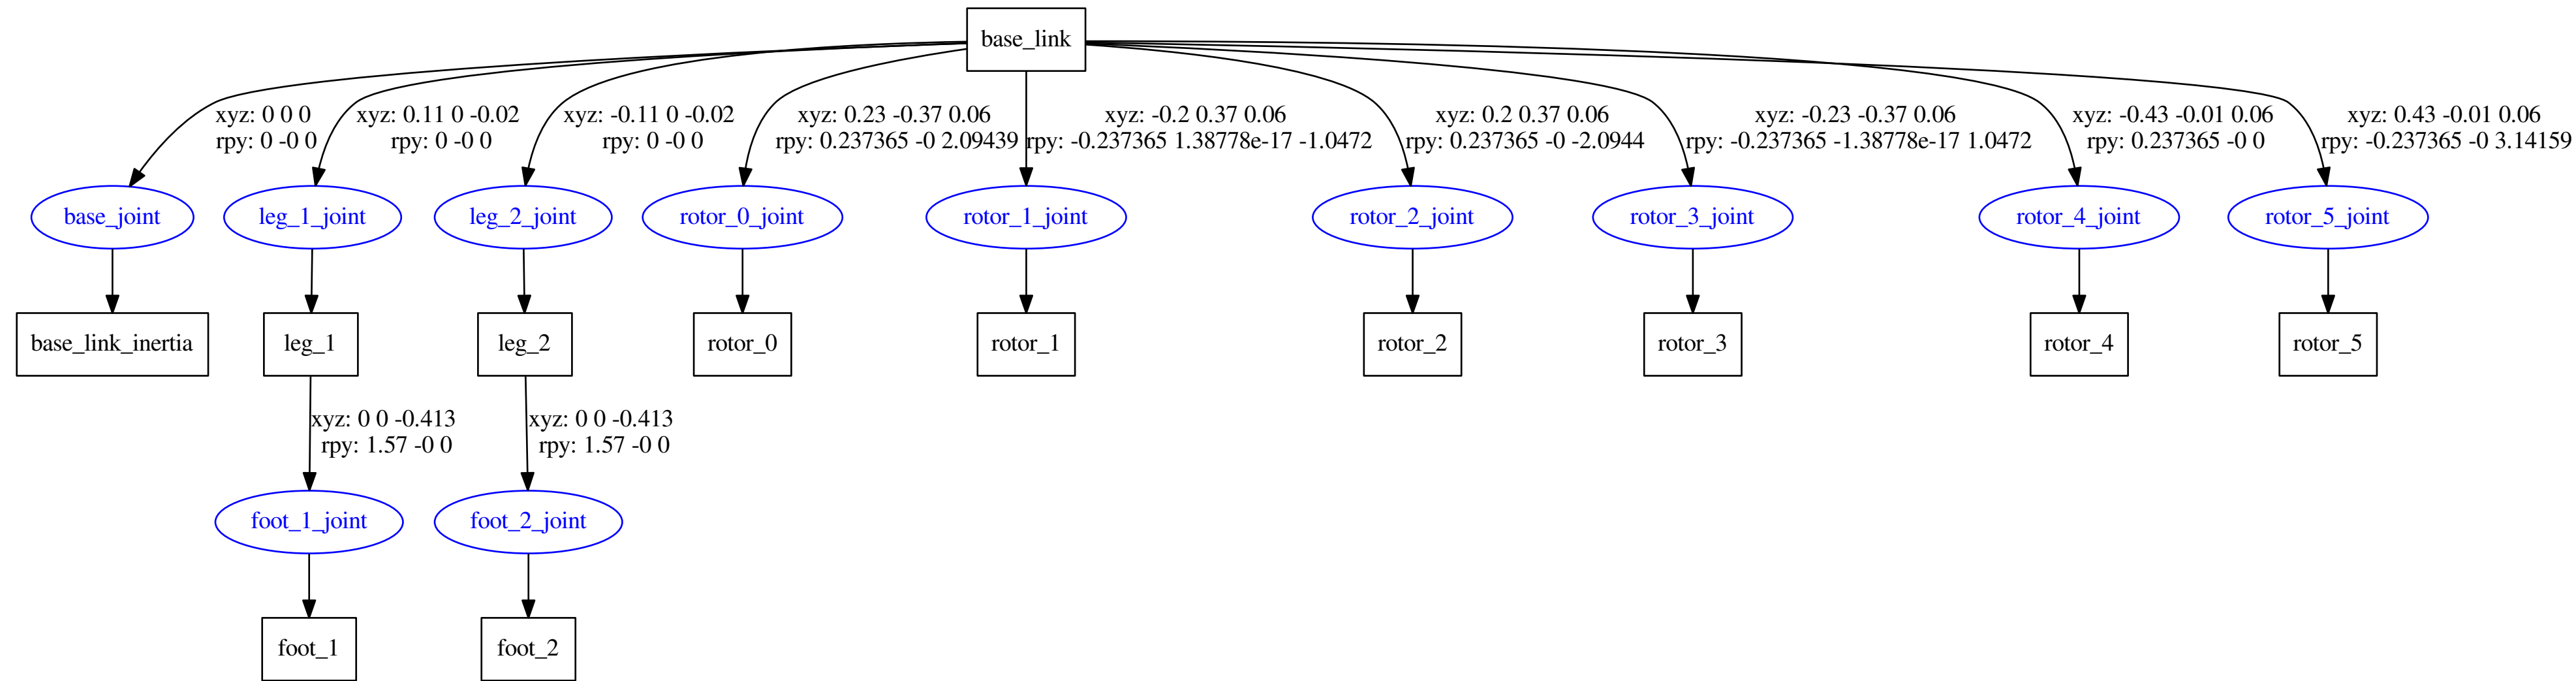 base_link
xyz: 0 0 0
rpy: 0 -0 0
xyz: 0.11 0 -0.02
rpy: 0 -0 0
xyz: -0.11 0 -0.02
rpy: 0 -0 0
xyz: 0.23 -0.37 0.06
rpy: 0.237365 -0 2.09439
xyz: -0.2 0.37 0.06
rpy: -0.237365 1.38778e-17 -1.0472
xyz: 0.2 0.37 0.06
rpy: 0.237365 -0 -2.0944
xyz: -0.23 -0.37 0.06
rpy: -0.237365 -1.38778e-17 1.0472
xyz: -0.43 -0.01 0.06
rpy: 0.237365 -0 0
xyz: 0.43 -0.01 0.06
rpy: -0.237365 -0 3.14159
base_joint
leg_1_joint
leg_2_joint
rotor_0_joint
rotor_1_joint
rotor_2_joint
rotor_3_joint
rotor_4_joint
rotor_5_joint
base_link_inertia
leg_1
leg_2
rotor_0
rotor_1
rotor_2
rotor_3
rotor_4
rotor_5
xyz: 0 0 -0.413
rpy: 1.57 -0 0
xyz: 0 0 -0.413
rpy: 1.57 -0 0
foot_1_joint
foot_2_joint
foot_1
foot_2